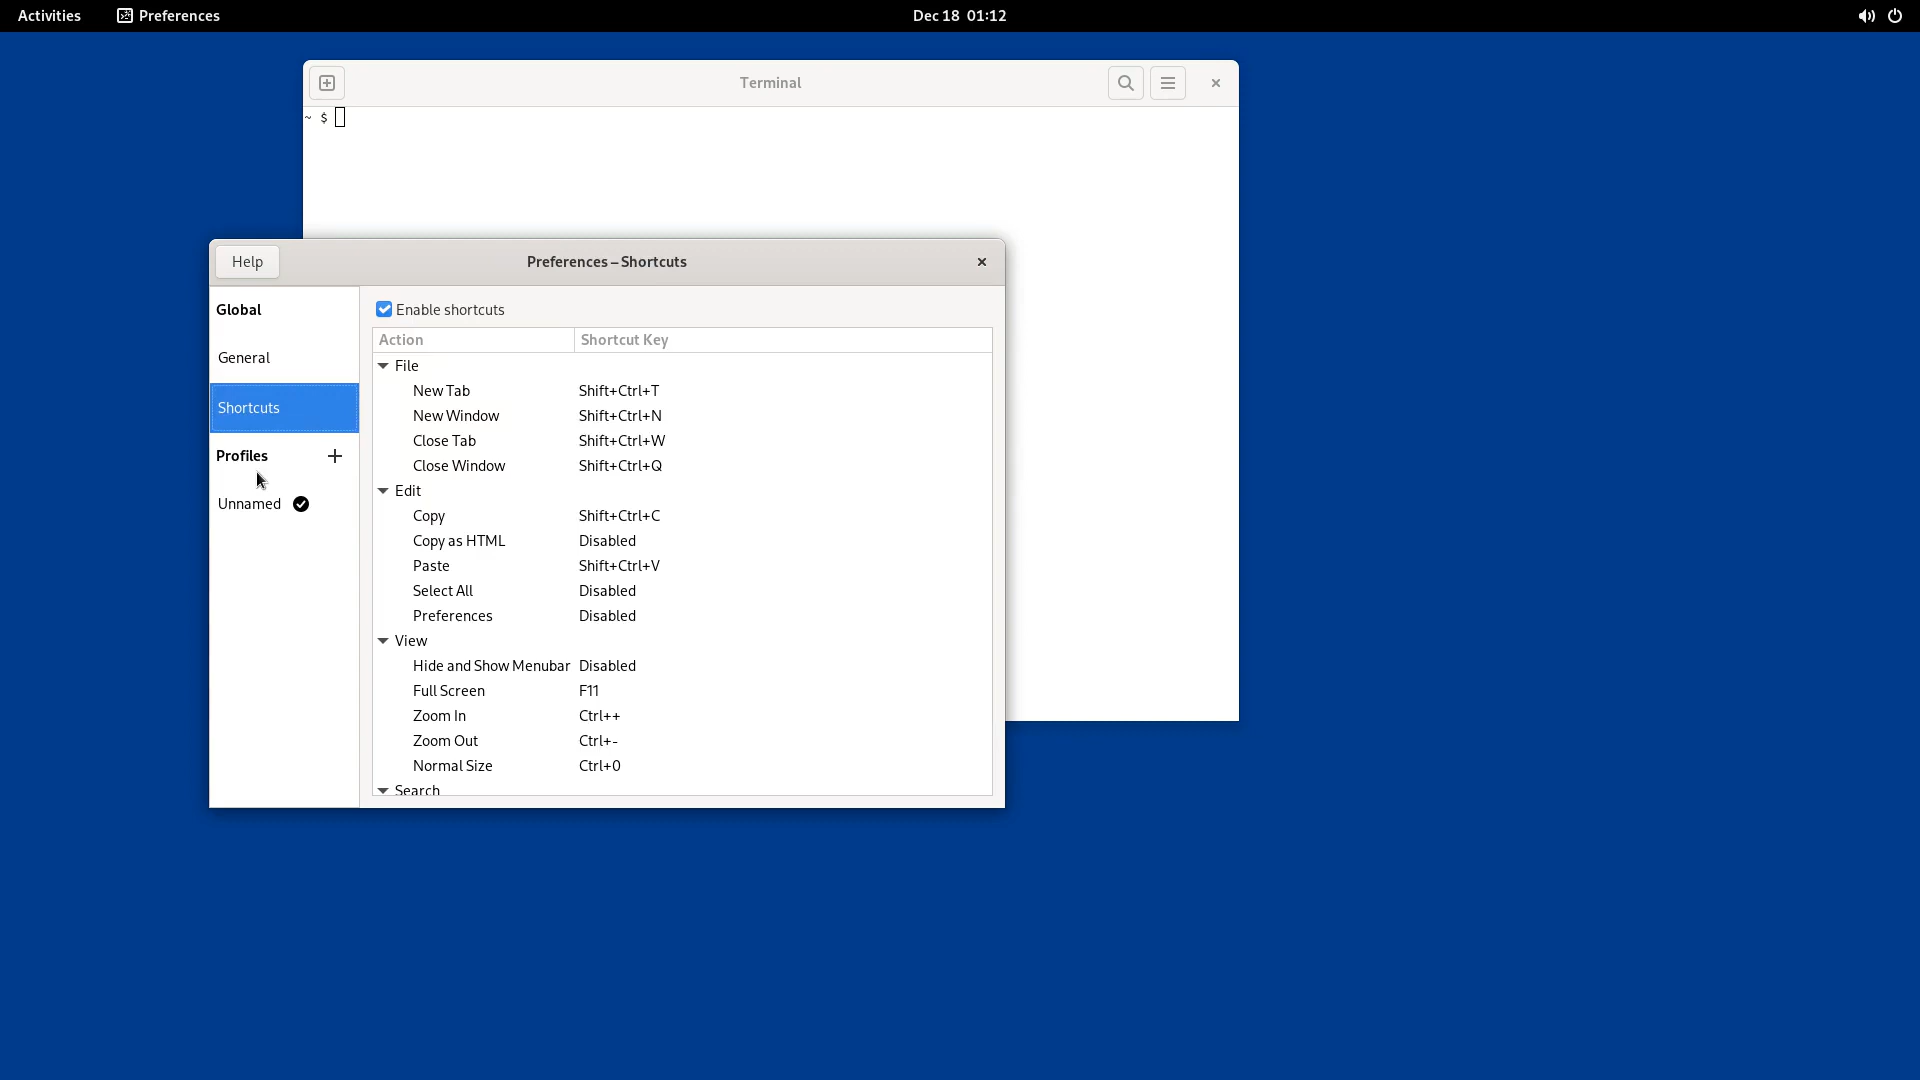 Activities Preferences Dec 18 01:12
Terminal
~ $
Help Preferences – Shortcuts
Global
General
Shortcuts
Profiles
Unnamed
Enable shortcuts
Action Shortcut Key
File
New Tab Shift+Ctrl+T
New Window Shift+Ctrl+N
Close Tab Shift+Ctrl+W
Close Window Shift+Ctrl+Q
Edit
Copy Shift+Ctrl+C
Copy as HTML Disabled
Paste Shift+Ctrl+V
Select All Disabled
Preferences Disabled
View
Hide and Show Menubar Disabled
Full Screen F11
Zoom In Ctrl++
Zoom Out Ctrl+-
Normal Size Ctrl+0
Search